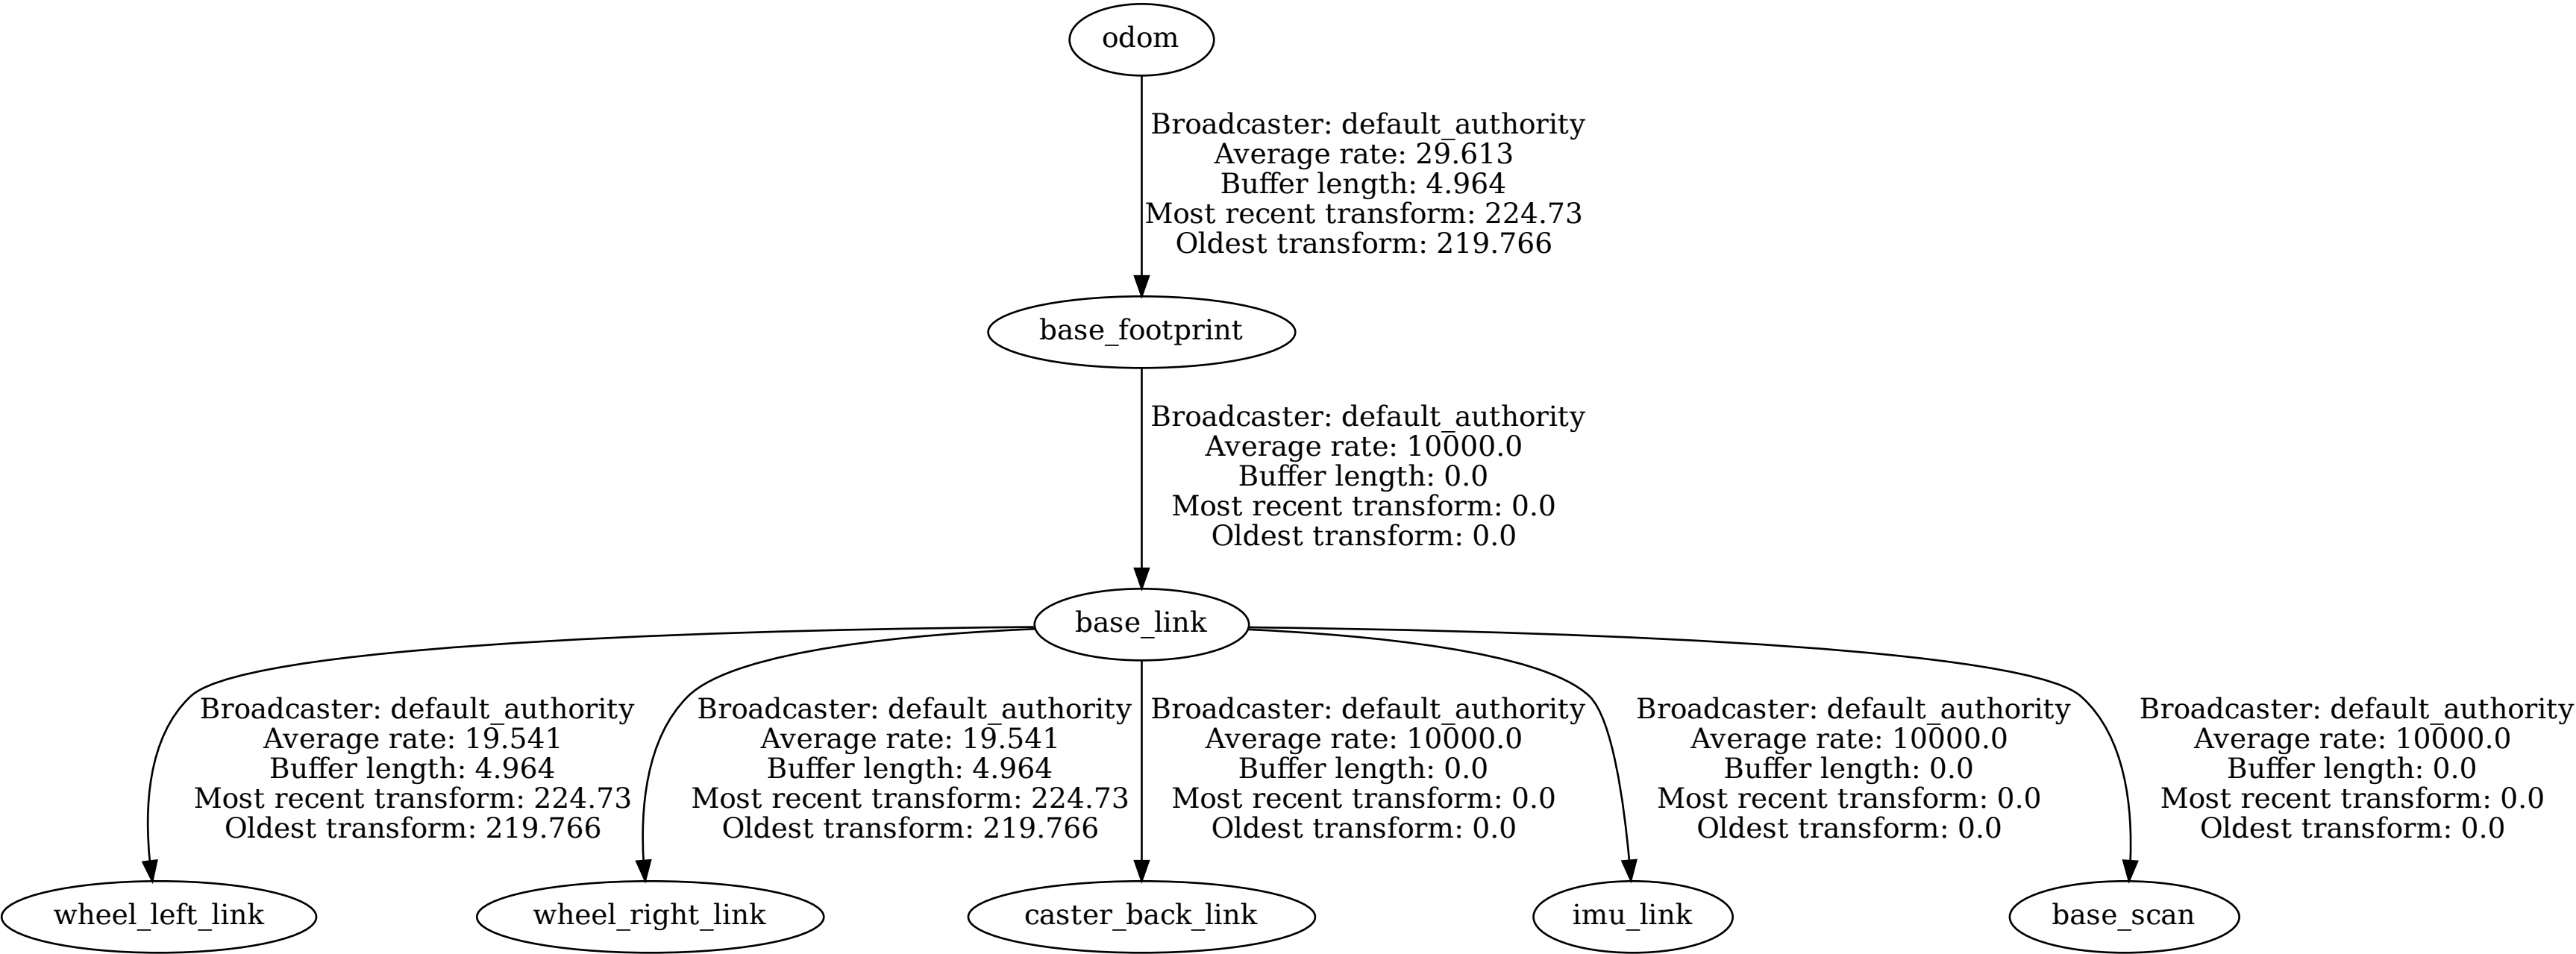 odom
Broadcaster: default_authority
Average rate: 29.613
Buffer length: 4.964
Most recent transform: 224.73
Oldest transform: 219.766
base_footprint
Broadcaster: default_authority
Average rate: 10000.0
Buffer length: 0.0
Most recent transform: 0.0
Oldest transform: 0.0
base_link
Broadcaster: default_authority
Average rate: 19.541
Buffer length: 4.964
Most recent transform: 224.73
Oldest transform: 219.766
Broadcaster: default_authority
Average rate: 19.541
Buffer length: 4.964
Most recent transform: 224.73
Oldest transform: 219.766
Broadcaster: default_authority
Average rate: 10000.0
Buffer length: 0.0
Most recent transform: 0.0
Oldest transform: 0.0
Broadcaster: default_authority
Average rate: 10000.0
Buffer length: 0.0
Most recent transform: 0.0
Oldest transform: 0.0
Broadcaster: default_authority
Average rate: 10000.0
Buffer length: 0.0
Most recent transform: 0.0
Oldest transform: 0.0
wheel_left_link
wheel_right_link
caster_back_link
imu_link
base_scan